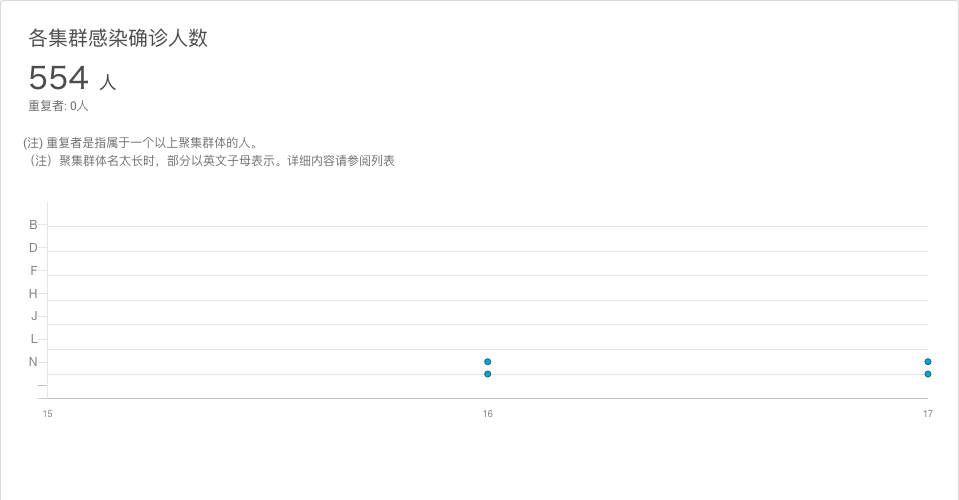 各集群感染确诊人数
554 人
重复者: 0人
(注) 重复者是指属于一个以上聚集群体的人。
（注）聚集群体名太长时，部分以英文子母表示。详细内容请参阅列表
B
D
F
H
J
L
N
15 16 17